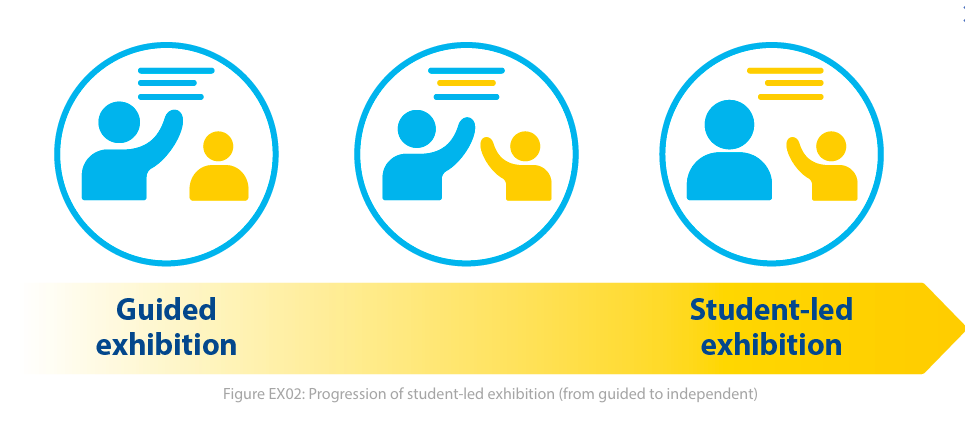 Guided
exhibition
Student-led
exhibition
Figure EX02: Progression of student-led exhibition (from guided to independent)